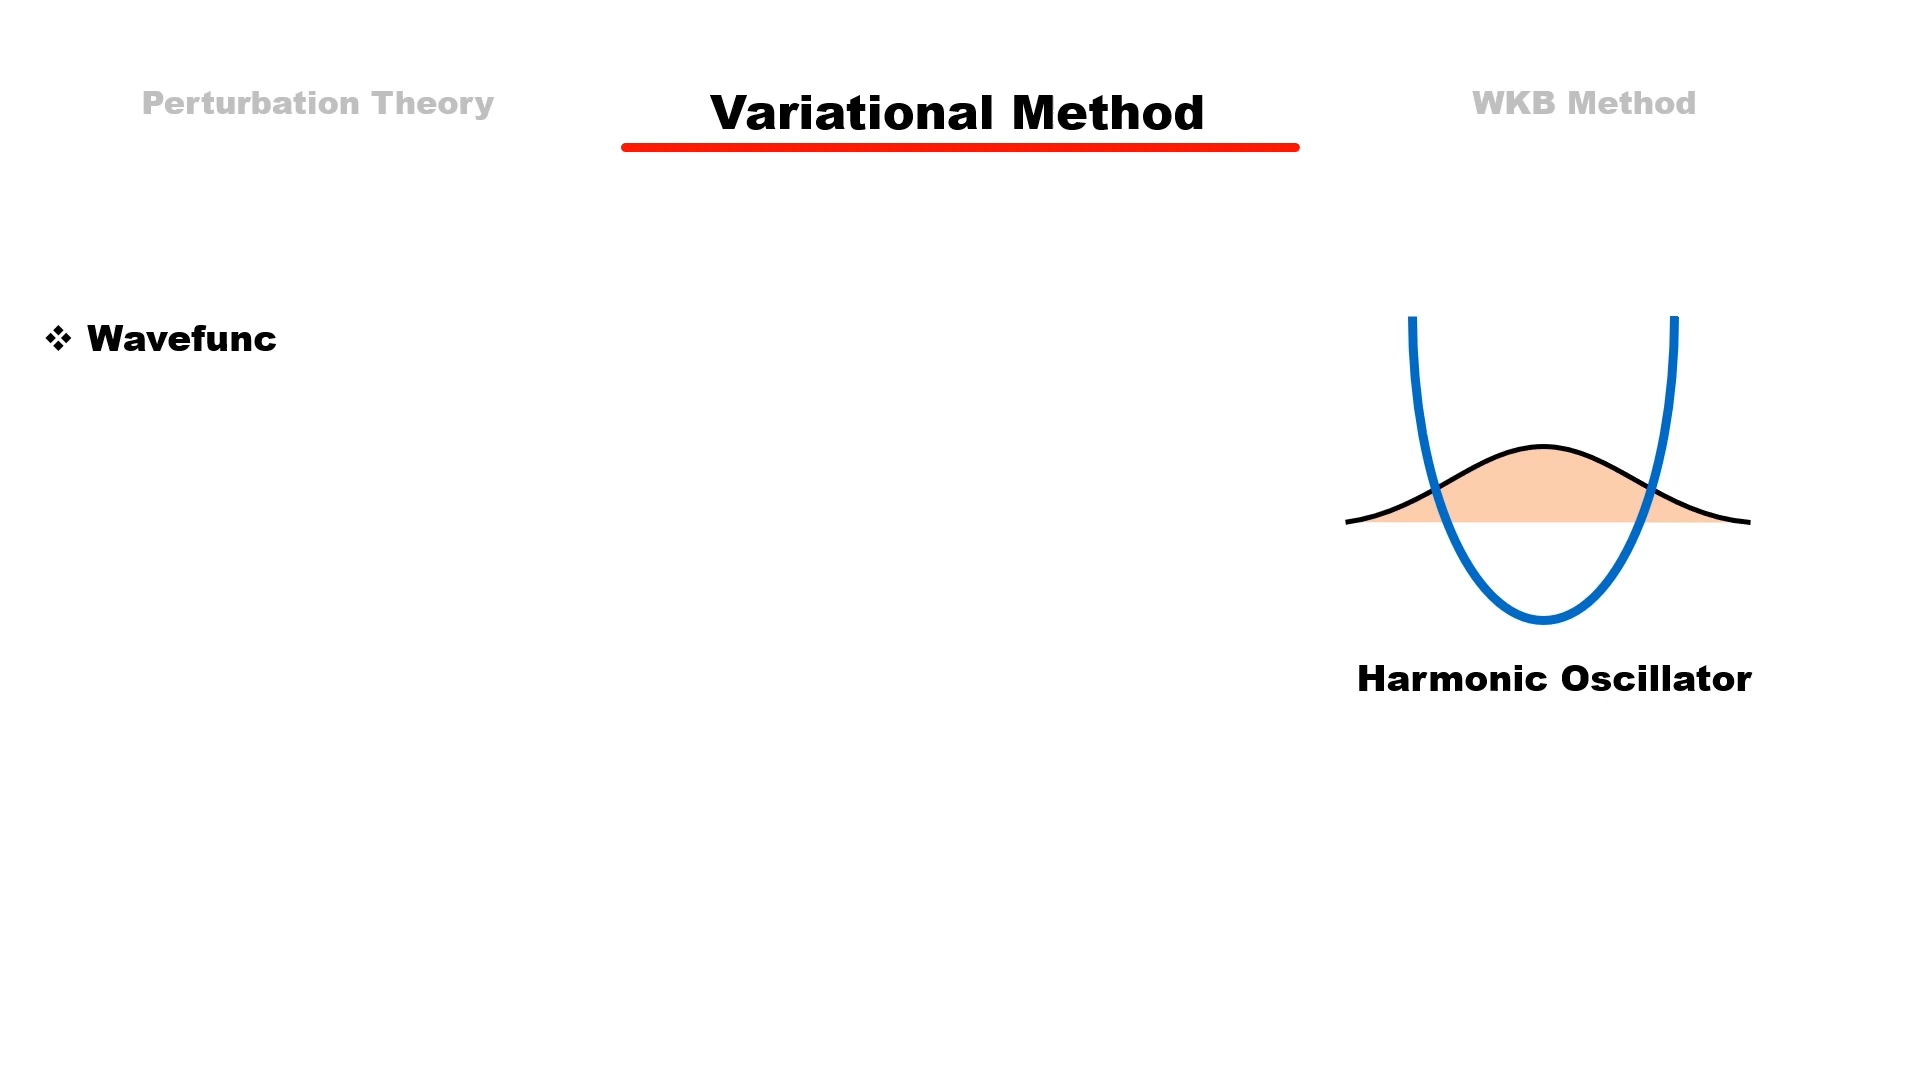 Perturbation Theory
Variational Method
WKB Method
❖ Wavefunc
Harmonic Oscillator